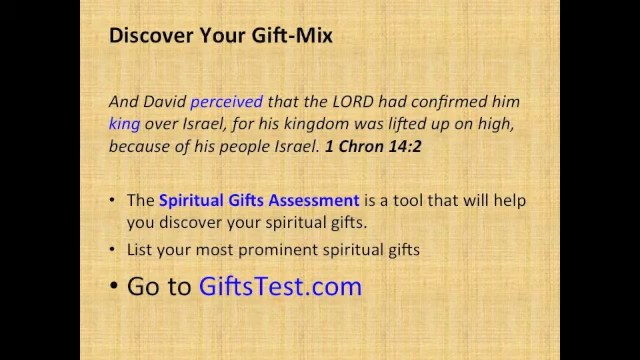 Discover Your Gift-Mix
And David perceived that the LORD had confirmed him
king over Israel, for his kingdom was lifted up on high,
because of his people Israel. 1 Chron 14:2
• The Spiritual Gifts Assessment is a tool that will help
you discover your spiritual gifts.
• List your most prominent spiritual gifts
• Go to GiftsTest.com